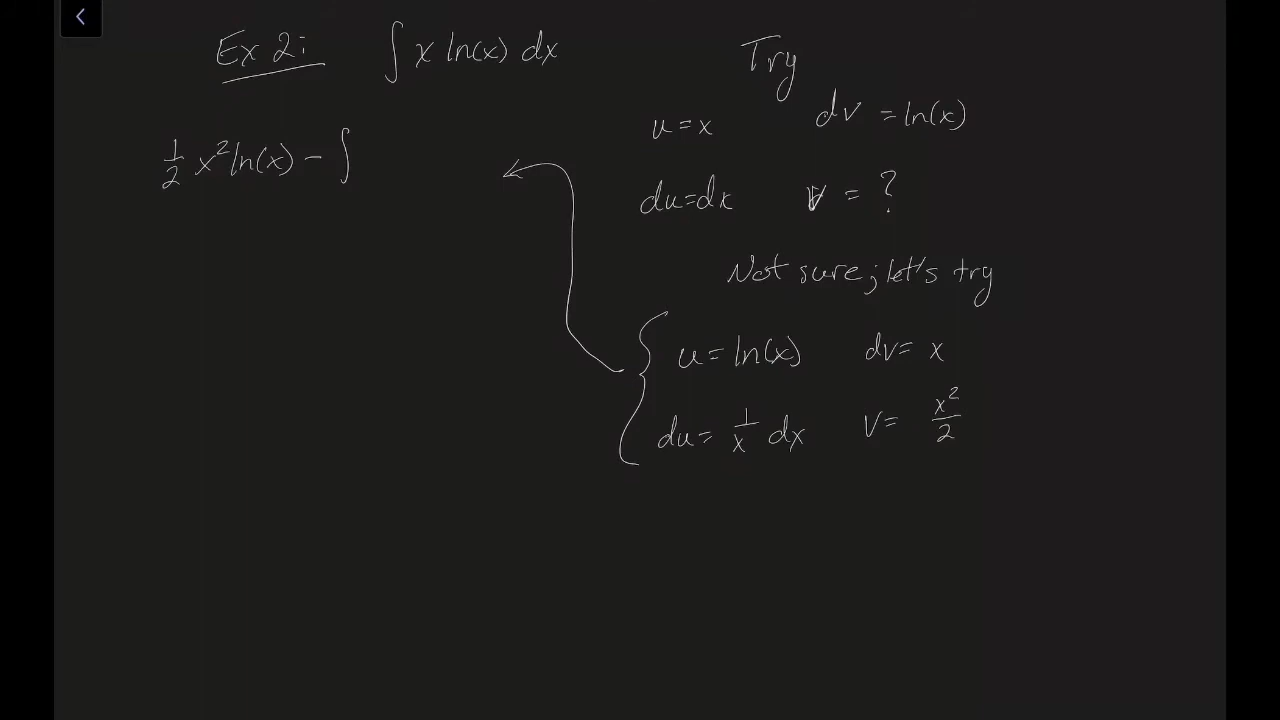 Ex 2: ∫ x ln(x) dx
1/2 x² ln(x) - ∫
Try
u = x dv = ln(x)
du = dx v = ?
Not sure; let's try
u = ln(x) dv = x
du = 1/x dx v = x²/2